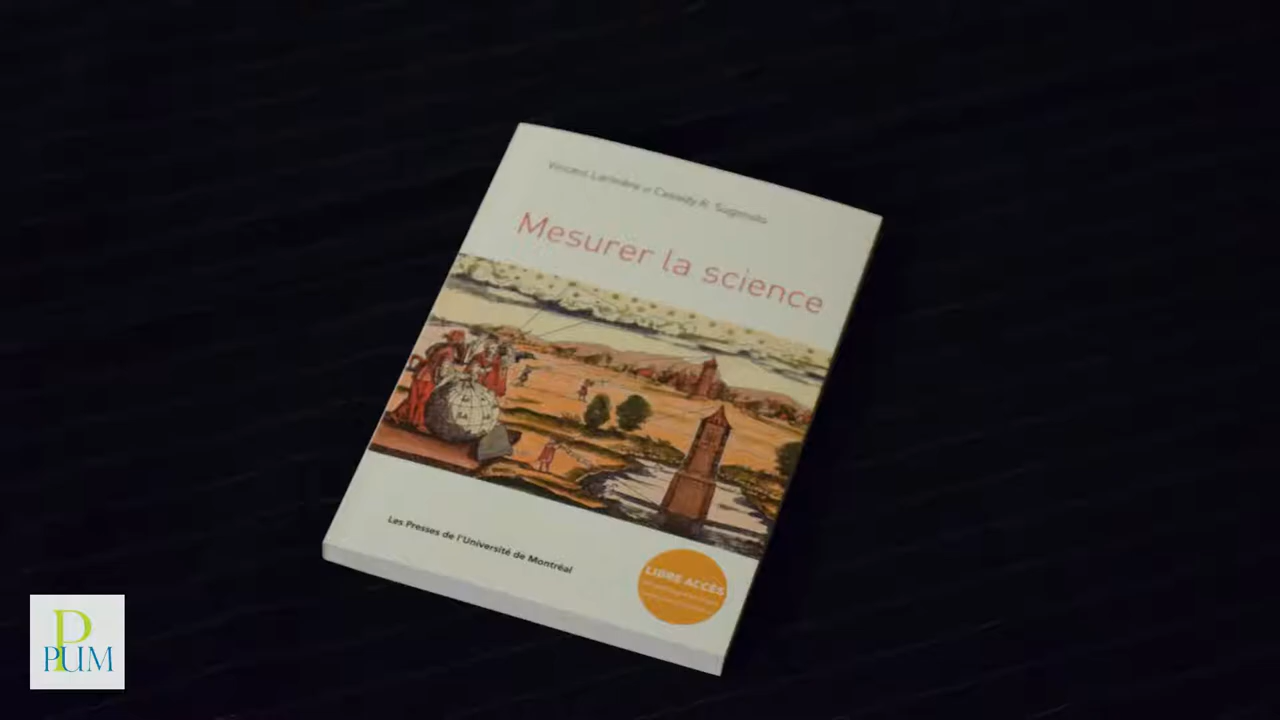 Vincent Larivière et Cassidy R. Sugimoto
Mesurer la science
Les Presses de l'Université de Montréal
LIBRE ACCÈS
P
PUM